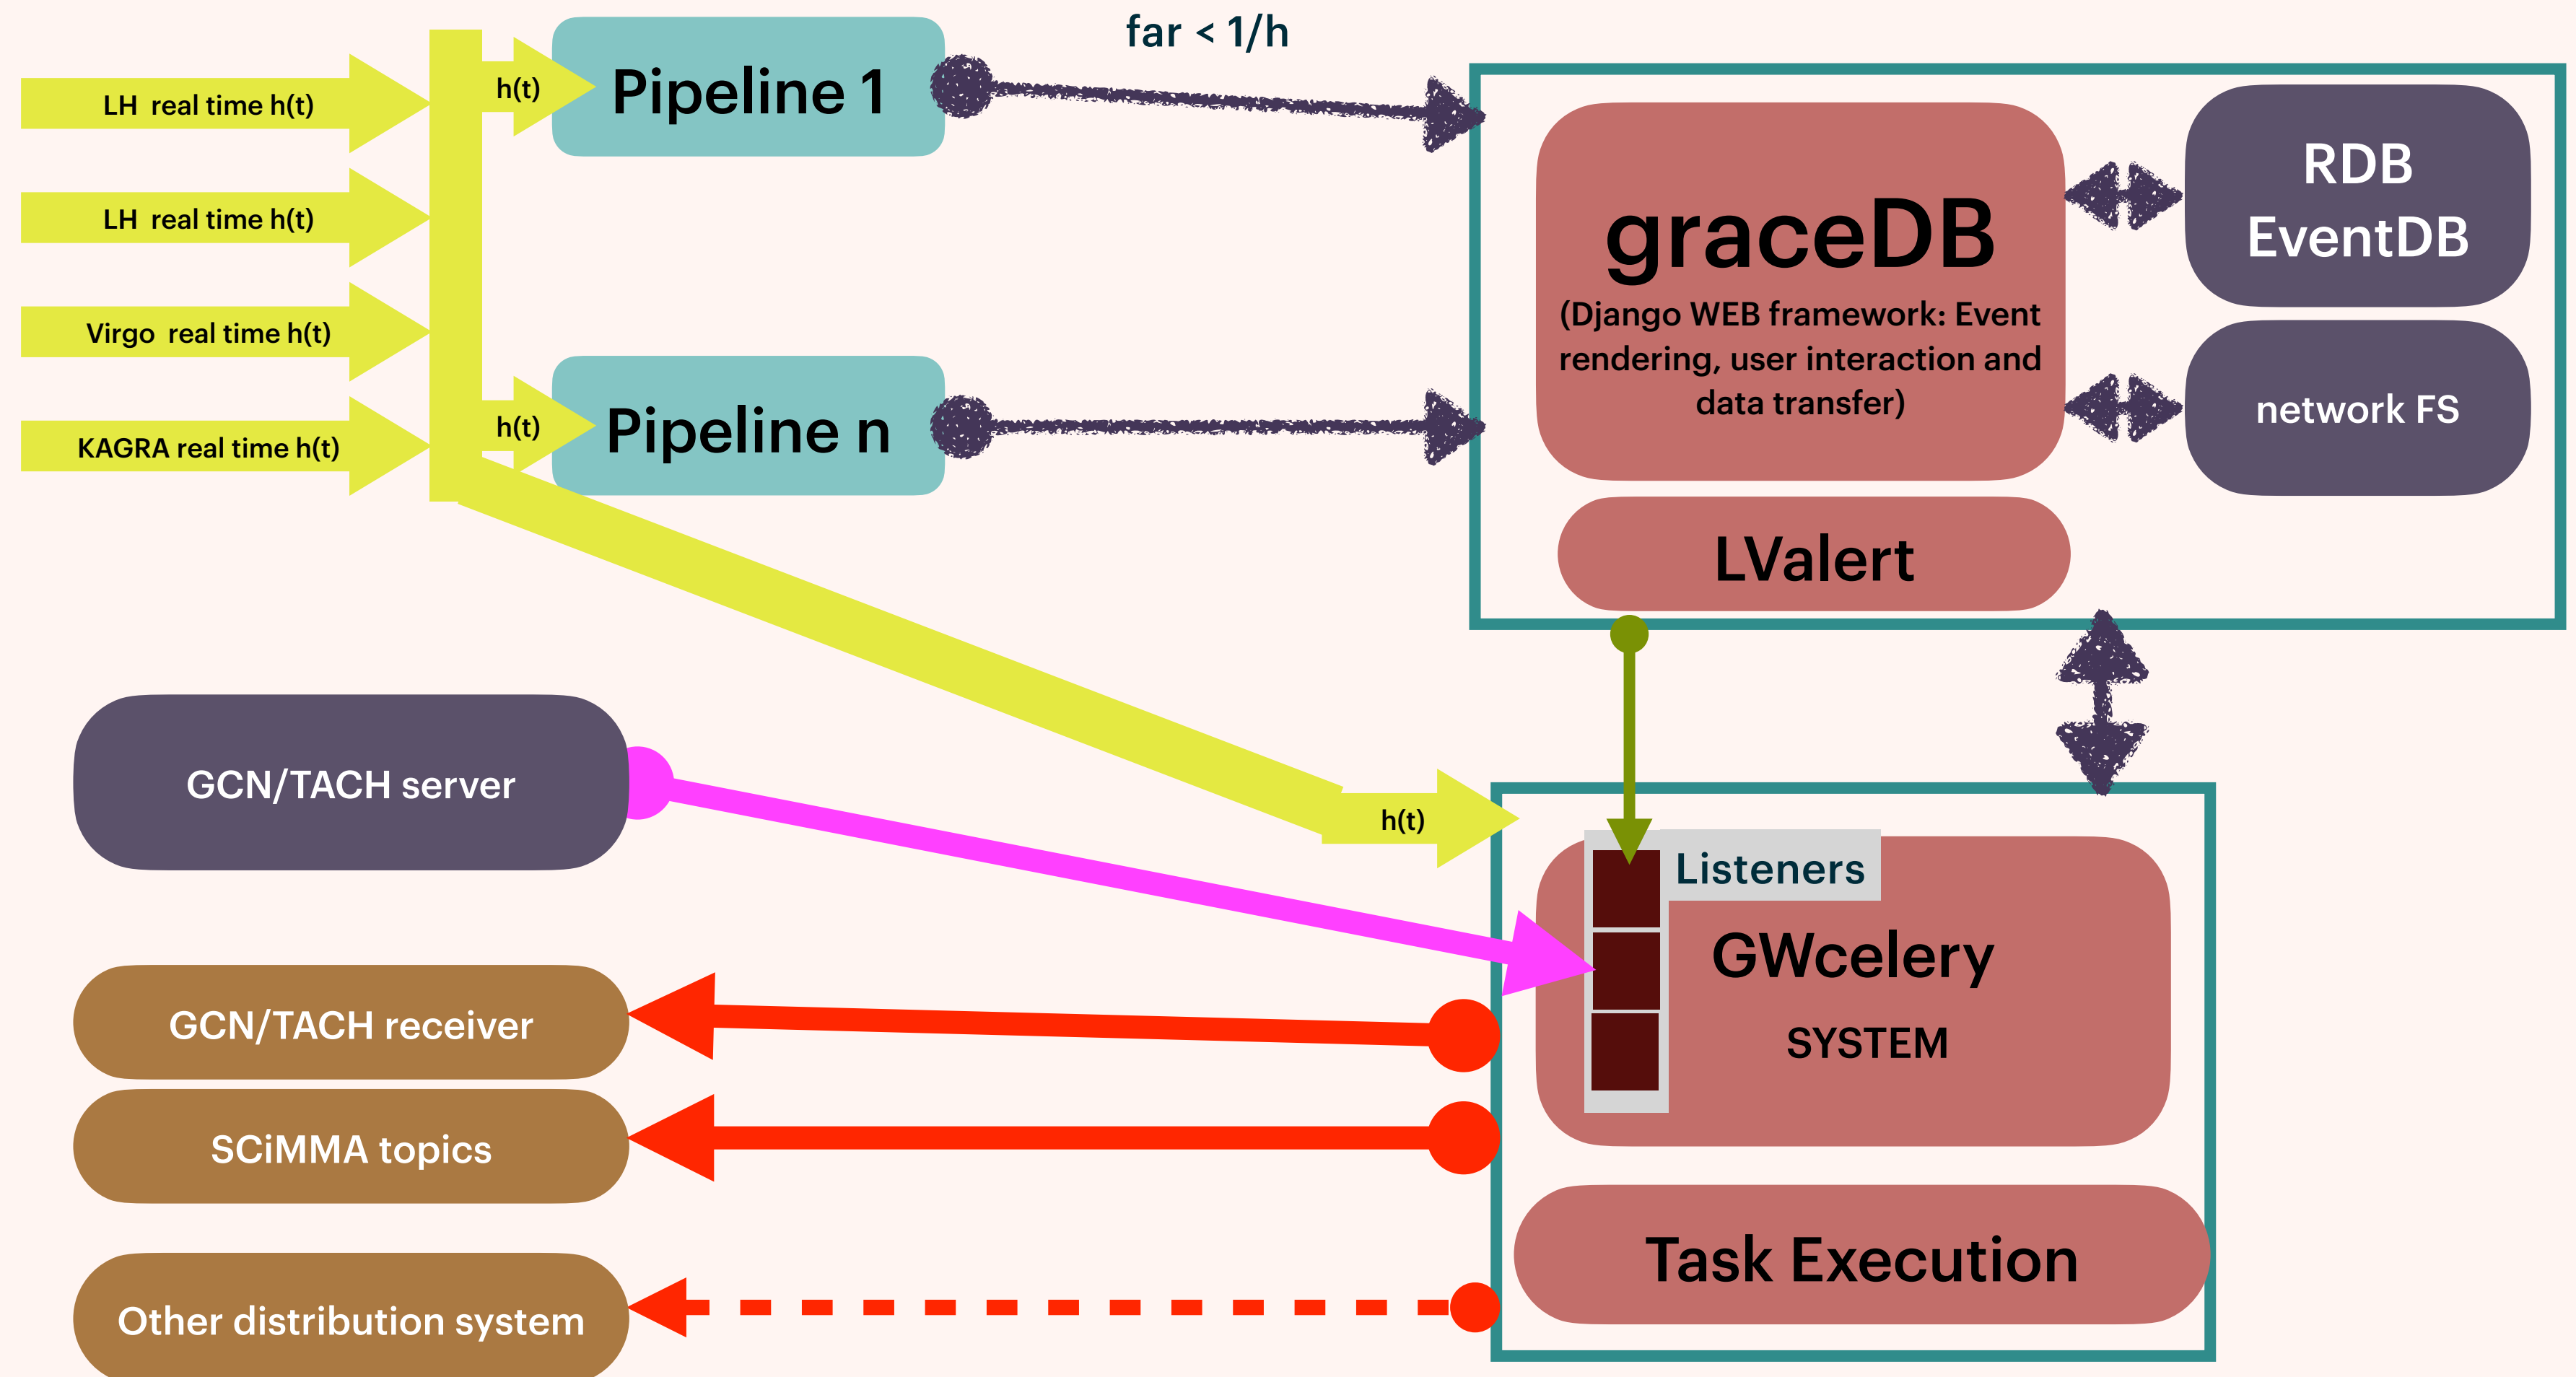 far < 1/h
LH real time h(t)
h(t)
Pipeline 1
LH real time h(t)
Virgo real time h(t)
KAGRA real time h(t)
h(t)
Pipeline n
graceDB
(Django WEB framework: Event
rendering, user interaction and
data transfer)
RDB
EventDB
network FS
LValert
GCN/TACH server
h(t)
Listeners
GWcelery
SYSTEM
GCN/TACH receiver
SCiMMA topics
Task Execution
Other distribution system